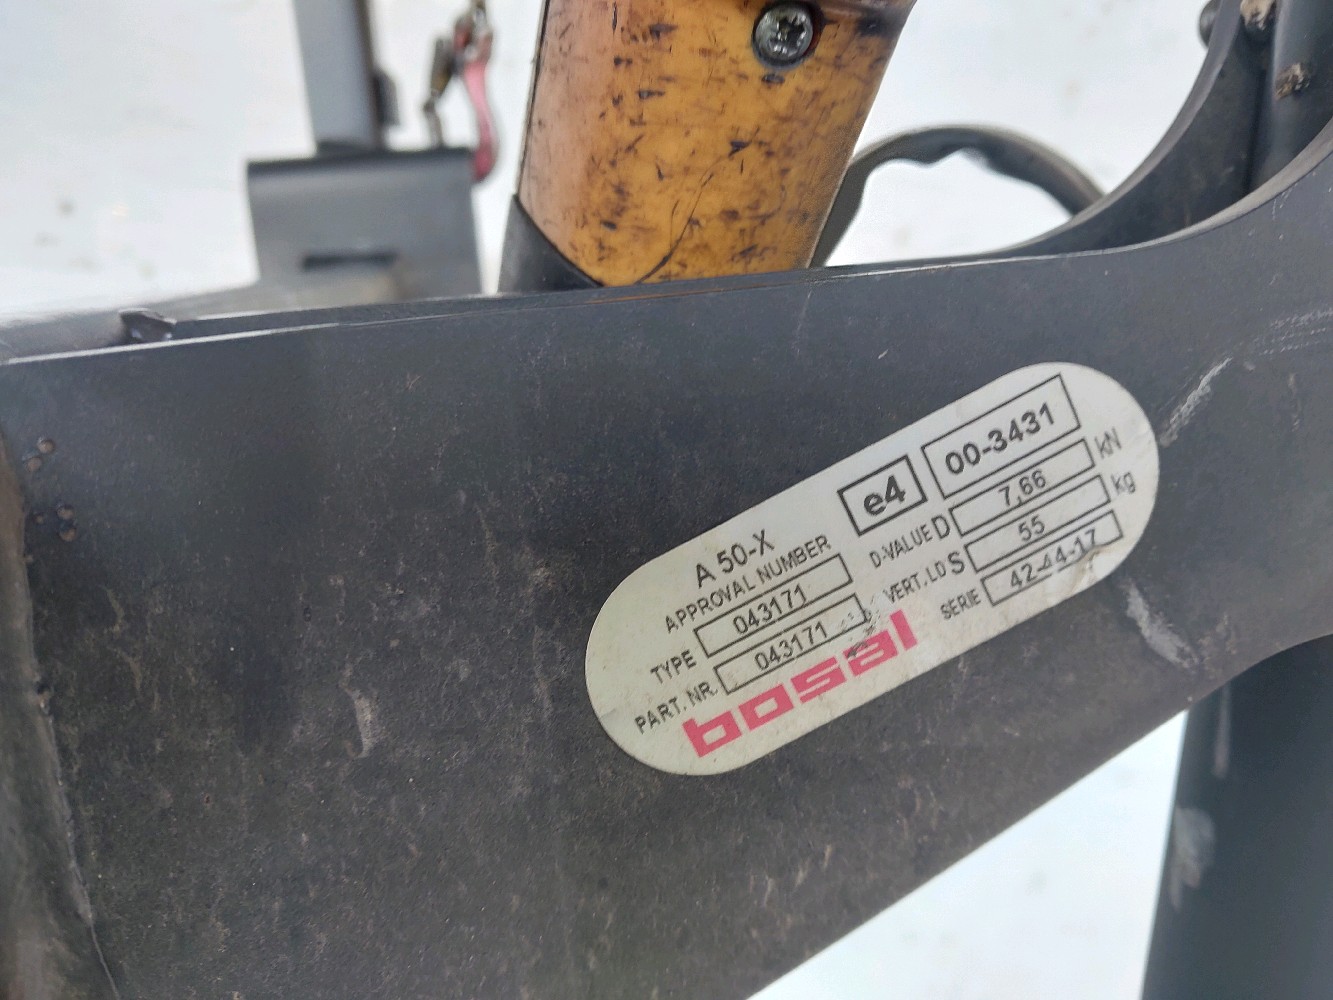 A 50-X
APPROVAL NUMBER e4 00-3431
TYPE 043171 D-VALUE D 7,66 kN
PART. NR. 043171 VERT. LD S 55 kg
bosal SERIE 42-44-17